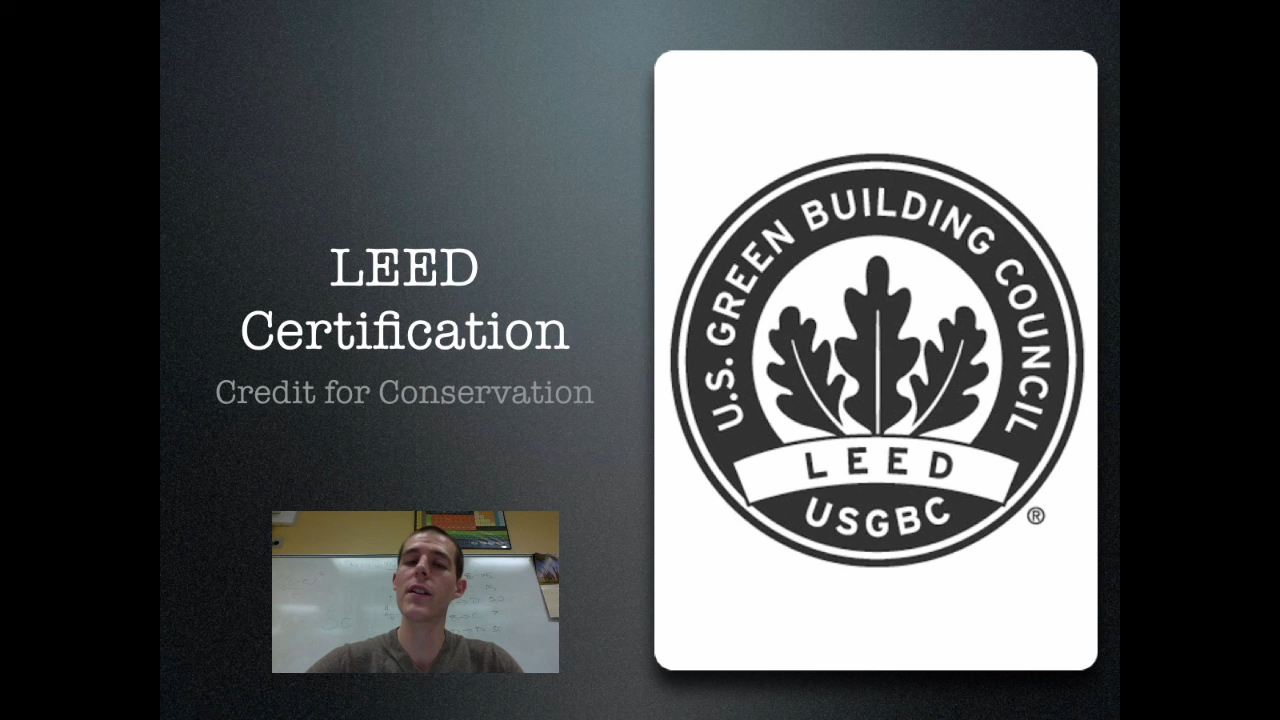 LEED
Certification
Credit for Conservation
U.S. GREEN BUILDING COUNCIL
LEED
USGBC
®